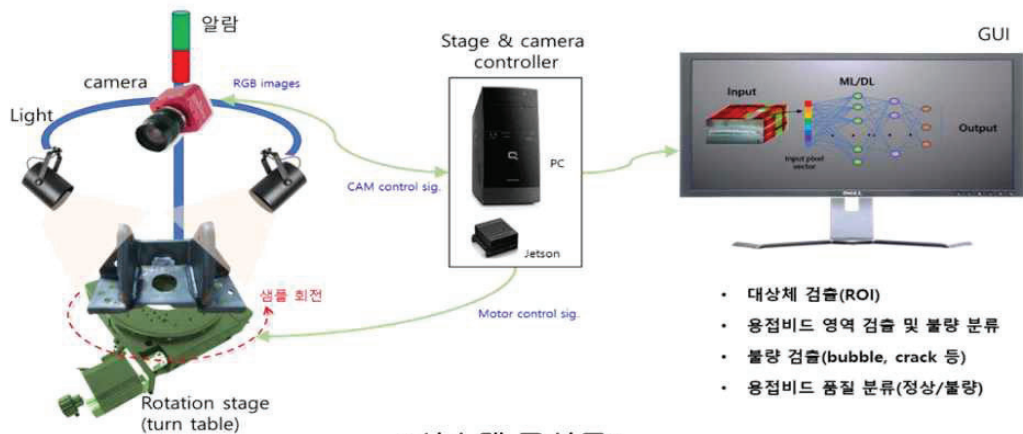 알람
camera
Light
RGB images
CAM control sig.
Stage & camera
controller
PC
Jetson
Motor control sig.
샘플 회전
Rotation stage
(turn table)
GUI
ML/DL
Input
Input pixel
vector
Output
• 대상체 검출(ROI)
• 용접비드 영역 검출 및 불량 분류
• 불량 검출(bubble, crack 등)
• 용접비드 품질 분류(정상/불량)